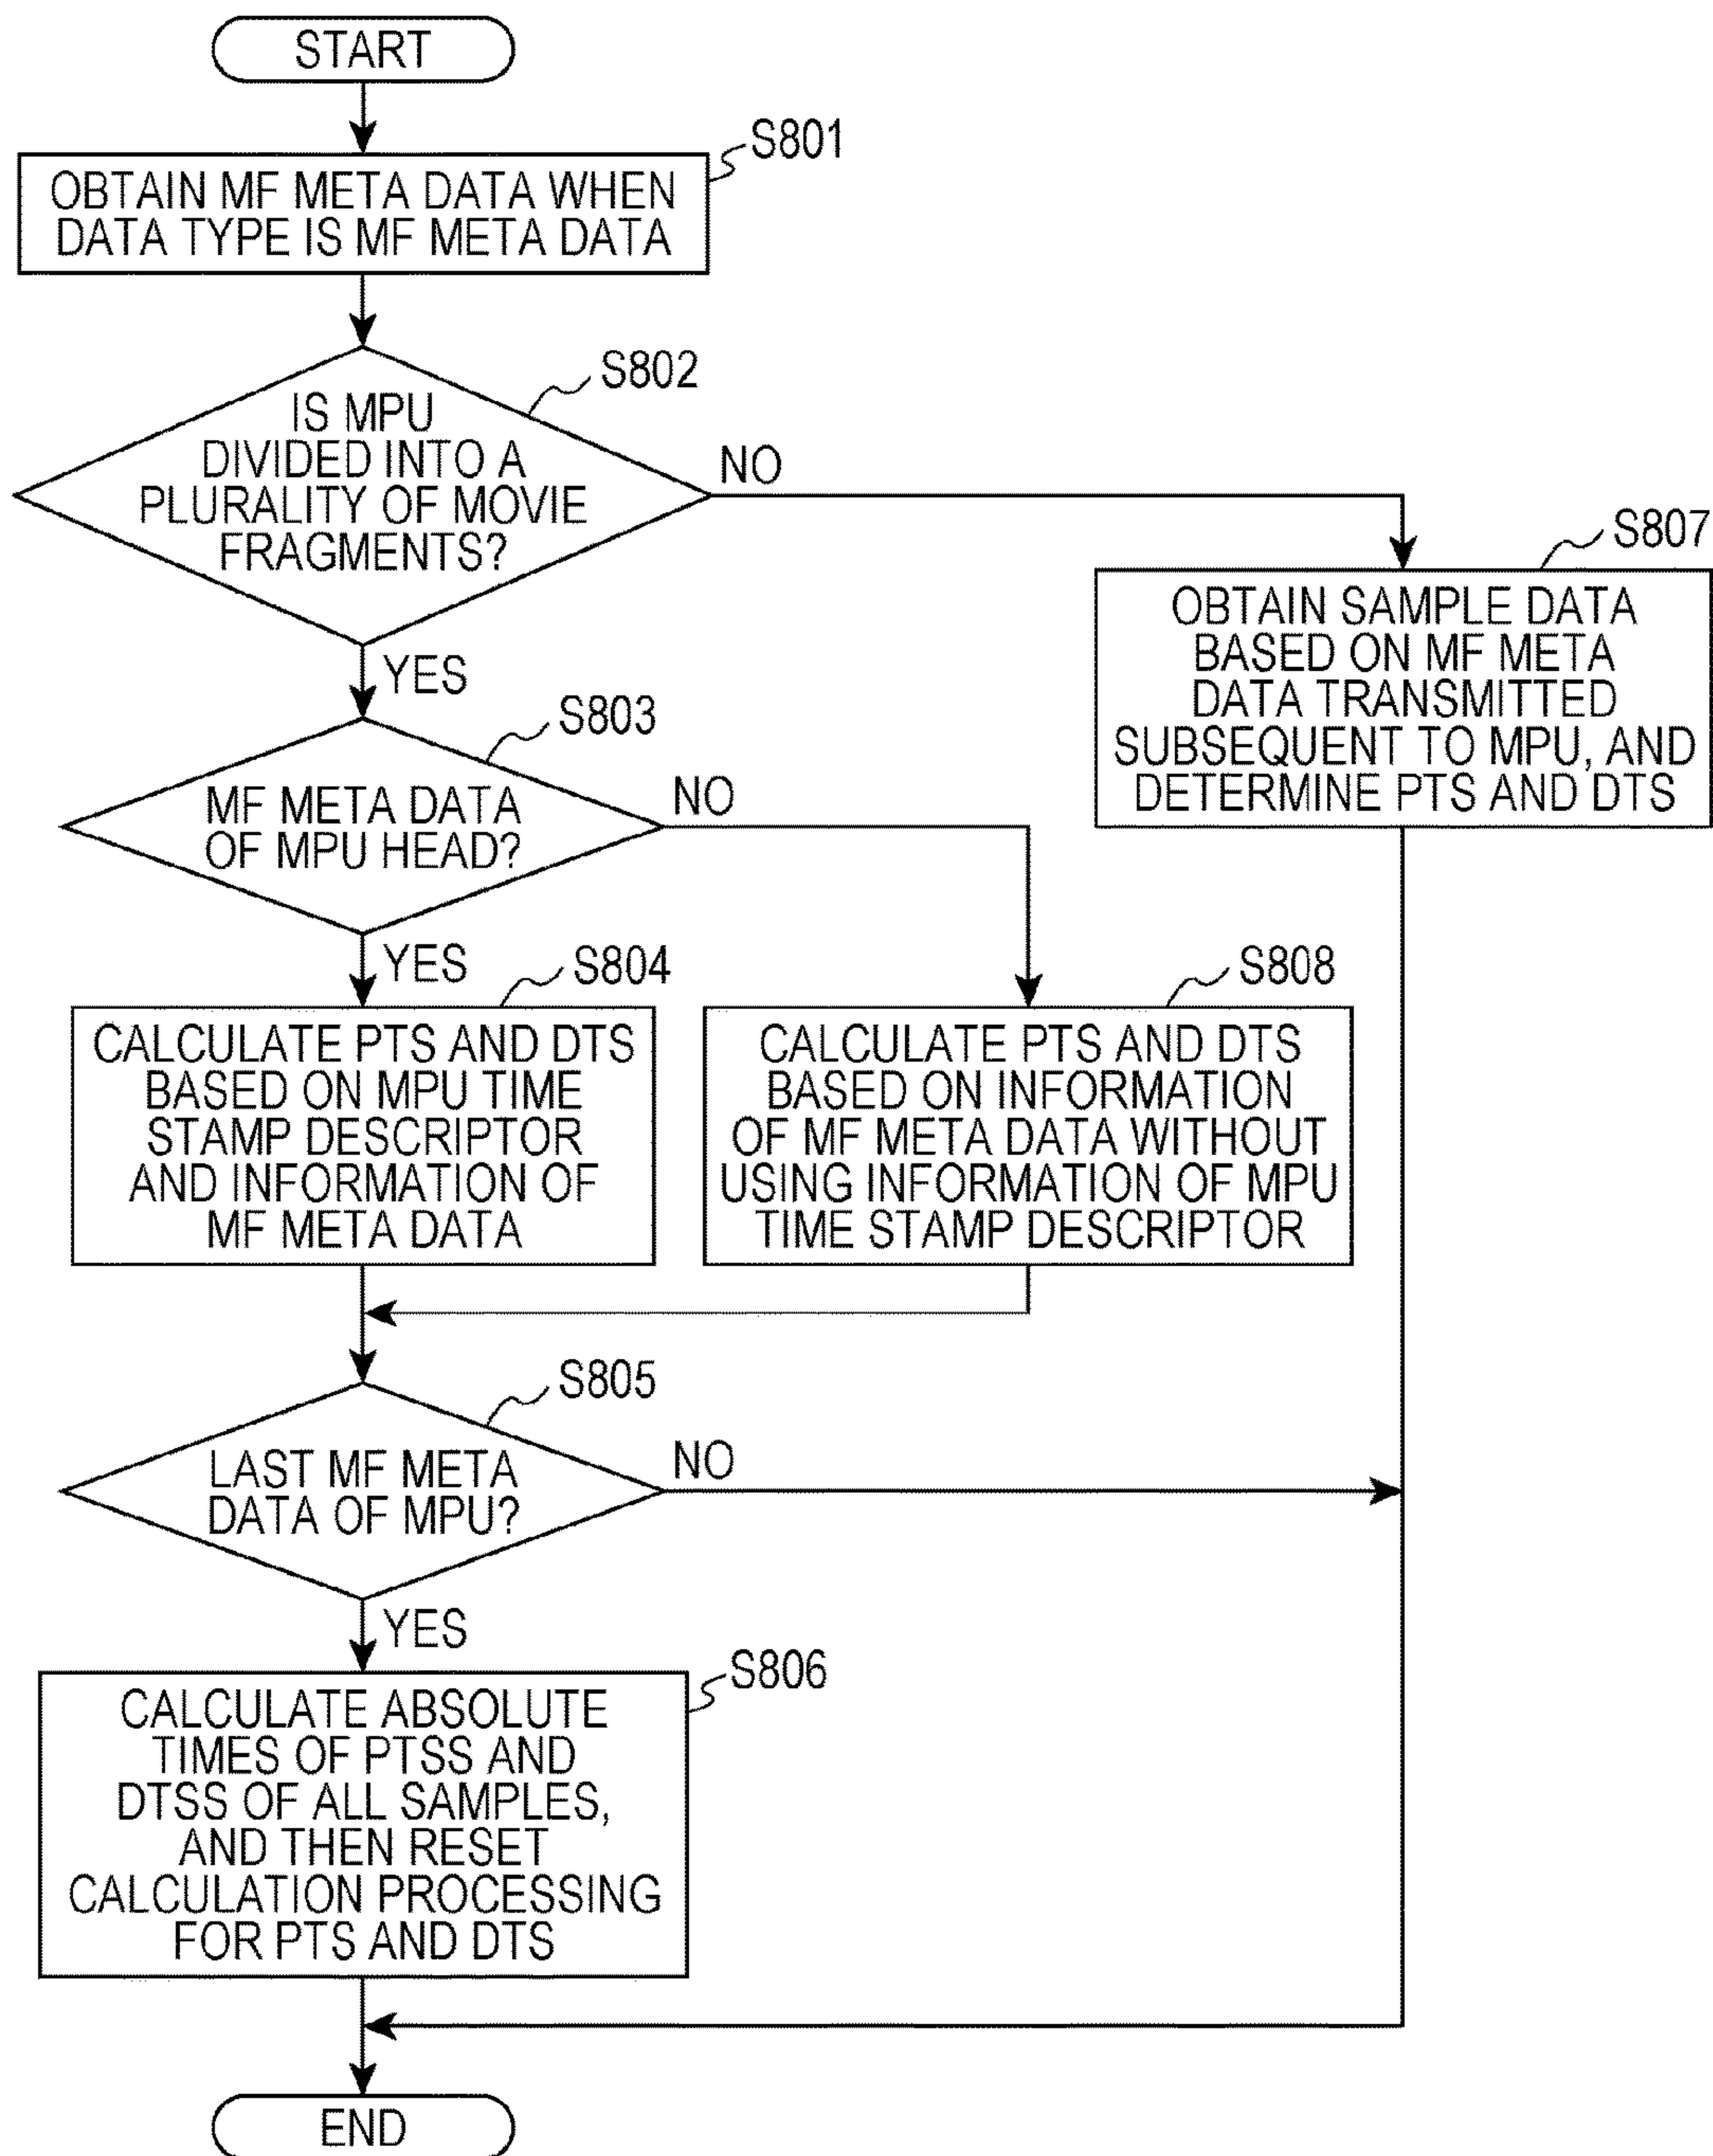 START
S801
OBTAIN MF META DATA WHEN
DATA TYPE IS MF META DATA
S802
IS MPU
DIVIDED INTO A
PLURALITY OF MOVIE
FRAGMENTS?
NO
YES
S807
OBTAIN SAMPLE DATA
BASED ON MF META
DATA TRANSMITTED
SUBSEQUENT TO MPU, AND
DETERMINE PTS AND DTS
S803
MF META DATA
OF MPU HEAD?
NO
YES
S804
CALCULATE PTS AND DTS
BASED ON MPU TIME
STAMP DESCRIPTOR
AND INFORMATION OF
MF META DATA
S808
CALCULATE PTS AND DTS
BASED ON INFORMATION
OF MF META DATA WITHOUT
USING INFORMATION OF MPU
TIME STAMP DESCRIPTOR
S805
LAST MF META
DATA OF MPU?
NO
YES
S806
CALCULATE ABSOLUTE
TIMES OF PTSS AND
DTSS OF ALL SAMPLES,
AND THEN RESET
CALCULATION PROCESSING
FOR PTS AND DTS
END